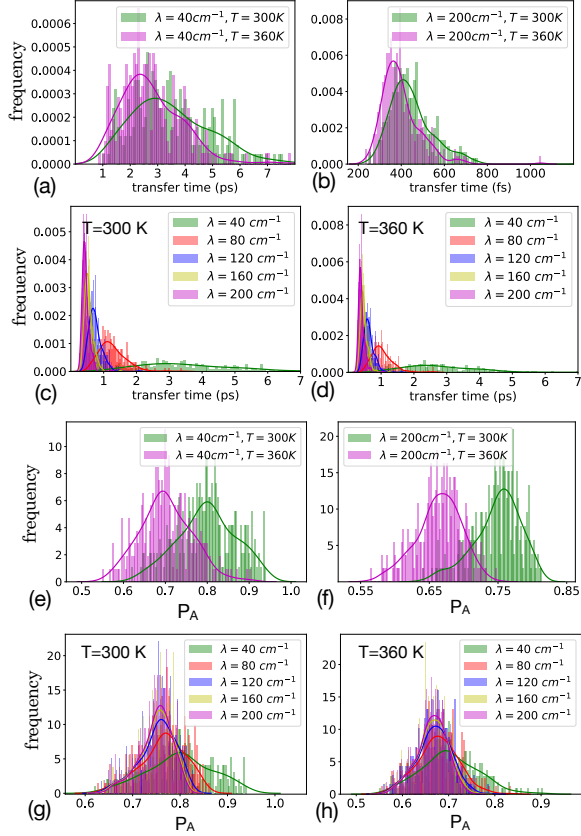 λ = 40cm⁻¹, T = 300K
λ = 40cm⁻¹, T = 360K
frequency
0.0006
0.0005
0.0004
0.0003
0.0002
0.0001
0.0000
1 2 3 4 5 6 7
(a)
transfer time (ps)
λ = 200cm⁻¹, T = 300K
λ = 200cm⁻¹, T = 360K
0.008
0.006
0.004
0.002
0.000
200 400 600 800 1000
(b)
transfer time (fs)
T=300 K
λ = 40 cm⁻¹
λ = 80 cm⁻¹
λ = 120 cm⁻¹
λ = 160 cm⁻¹
λ = 200 cm⁻¹
frequency
0.005
0.004
0.003
0.002
0.001
0.000
0 1 2 3 4 5 6 7
(c)
transfer time (ps)
T=360 K
λ = 40 cm⁻¹
λ = 80 cm⁻¹
λ = 120 cm⁻¹
λ = 160 cm⁻¹
λ = 200 cm⁻¹
0.008
0.006
0.004
0.002
0.000
0 1 2 3 4 5 6 7
(d)
transfer time (ps)
λ = 40cm⁻¹, T = 300K
λ = 40cm⁻¹, T = 360K
frequency
10
8
6
4
2
0
0.5 0.6 0.7 0.8 0.9 1.0
(e)
P_A
λ = 200cm⁻¹, T = 300K
λ = 200cm⁻¹, T = 360K
20
15
10
5
0.55 0.60 0.65 0.70 0.75 0.80 0.85
(f)
P_A
T=300 K
λ = 40 cm⁻¹
λ = 80 cm⁻¹
λ = 120 cm⁻¹
λ = 160 cm⁻¹
λ = 200 cm⁻¹
frequency
20
15
10
5
0
0.6 0.7 0.8 0.9 1.0
(g)
P_A
T=360 K
λ = 40 cm⁻¹
λ = 80 cm⁻¹
λ = 120 cm⁻¹
λ = 160 cm⁻¹
λ = 200 cm⁻¹
20
15
10
5
0
0.5 0.6 0.7 0.8 0.9
(h)
P_A